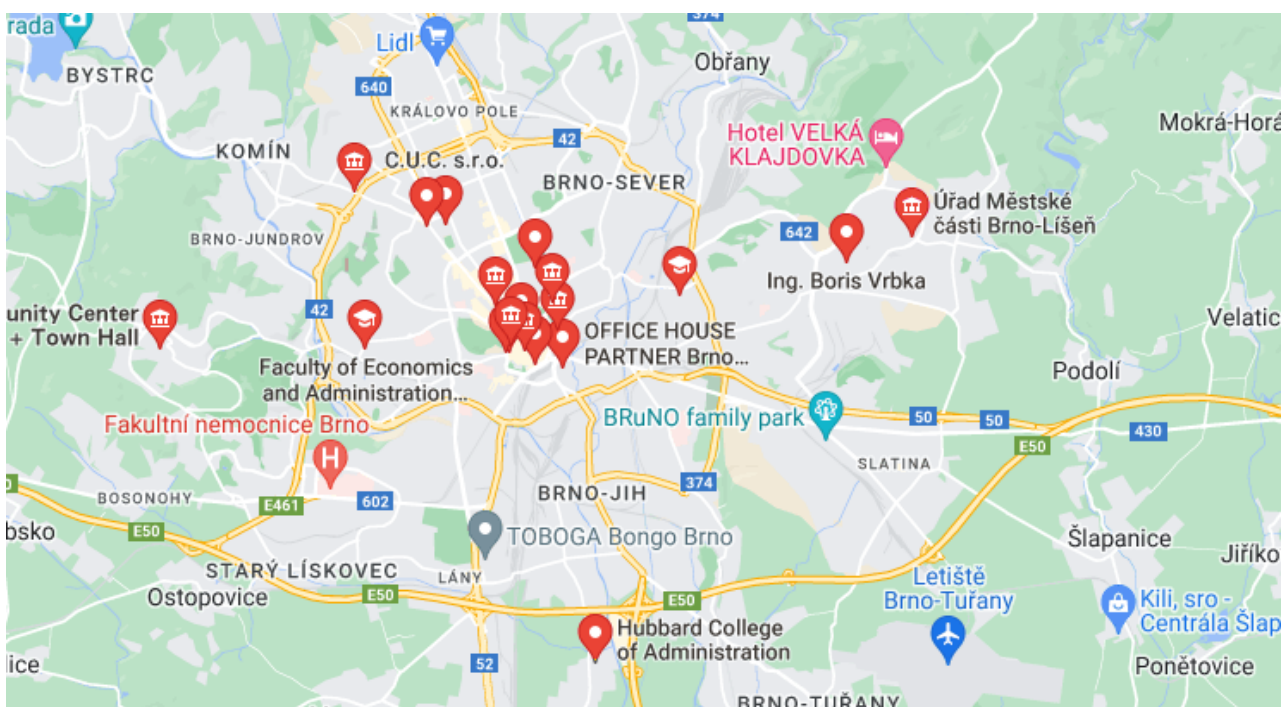 rada
BYSTRC
Lidl
374
Obřany
640
KRÁLOVO POLE
42
Mokrá-Horá
Hotel VELKÁ
KLAJDOVKA
KOMÍN
C.U.C. s.r.o.
BRNO-SEVER
Úřad Městské
části Brno-Líšeň
BRNO-JUNDROV
642
Ing. Boris Vrbka
unity Center
+ Town Hall
42
Velatic
OFFICE HOUSE
PARTNER Brno...
Faculty of Economics
and Administration...
Podolí
Fakultní nemocnice Brno
BRuNO family park
50
50
430
E50
H
SLATINA
374
BOSONOHY
E461
602
BRNO-JIH
E50
bsko
TOBOGA Bongo Brno
Šlapanice
Jiříko
STARÝ LÍSKOVEC
LÁNY
Ostopovice
E50
E50
Letiště
Brno-Tuřany
Kili, sro -
Centrála Šlap
Hubbard College
of Administration
lice
52
Ponětovice
BRNO-TUŘANY